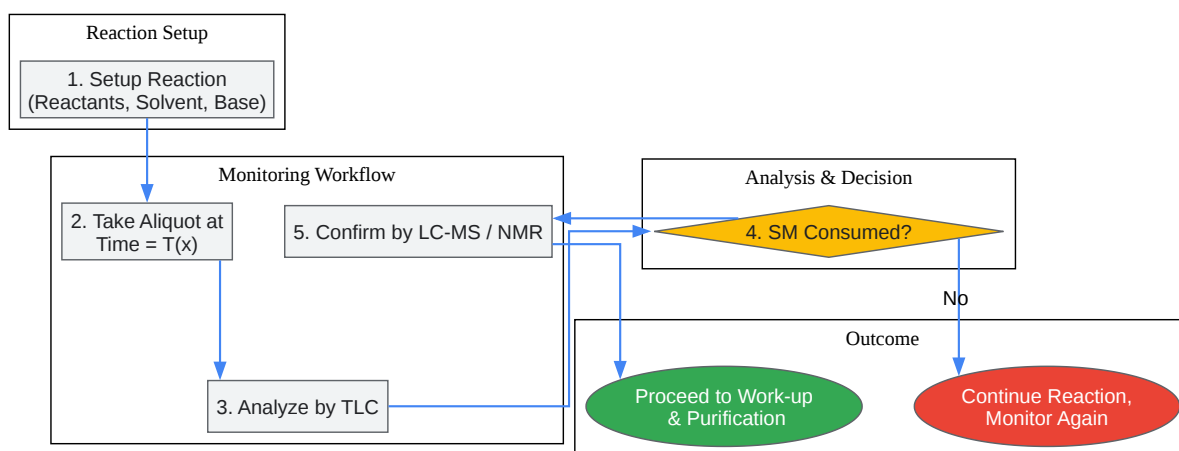 Reaction Setup
1. Setup Reaction
(Reactants, Solvent, Base)
Monitoring Workflow
2. Take Aliquot at
Time = T(x)
5. Confirm by LC-MS / NMR
3. Analyze by TLC
Analysis & Decision
4. SM Consumed?
No
Outcome
Proceed to Work-up
& Purification
Continue Reaction,
Monitor Again